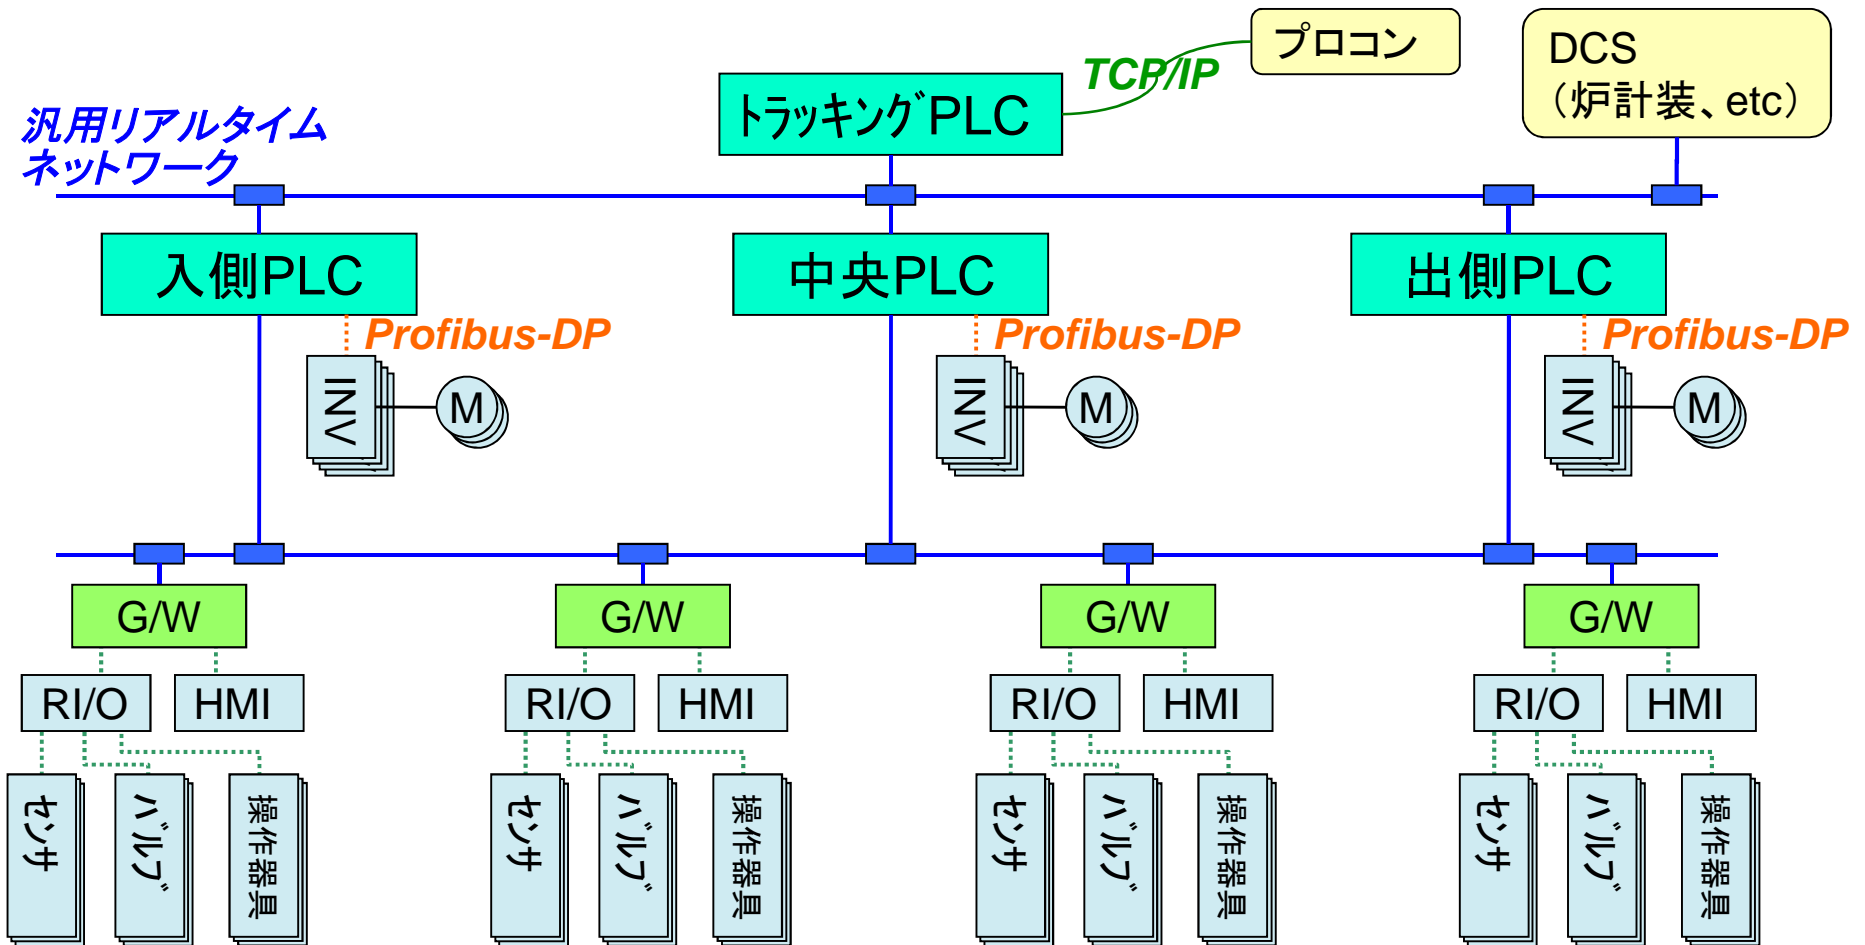 プロコン
DCS
（炉計装、etc）
TCP/IP
トラッキングPLC
汎用リアルタイム
ネットワーク
入側PLC
中央PLC
出側PLC
Profibus-DP
Profibus-DP
Profibus-DP
INV
M
INV
M
INV
M
G/W
G/W
G/W
G/W
RI/O
HMI
RI/O
HMI
RI/O
HMI
RI/O
HMI
センサ
バルブ
操作器具
センサ
バルブ
操作器具
センサ
バルブ
操作器具
センサ
バルブ
操作器具